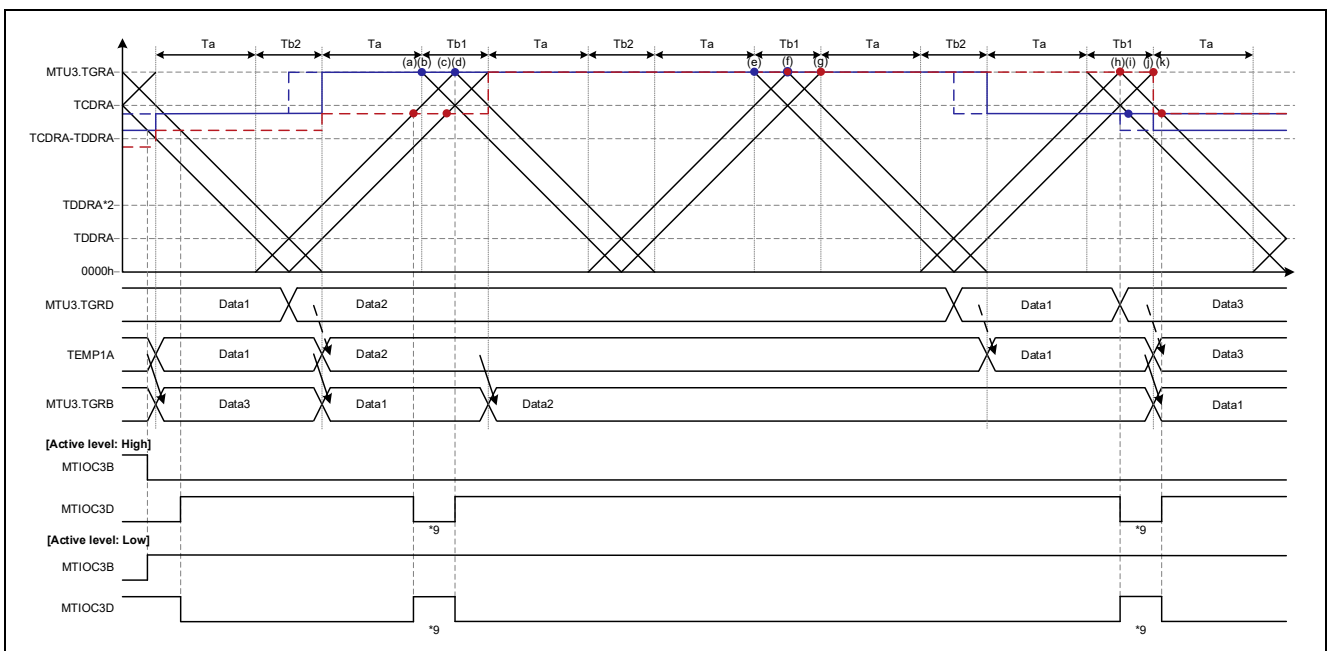 Ta Tb2 Ta Tb1 Ta Tb2 Ta Tb1 Ta Tb2 Ta Tb1 Ta
(a)(b) (c)(d) (e) (f) (g) (h)(i) (j) (k)
MTU3.TGRA
TCDRA
TCDRA-TDDRA
TDDRA*2
TDDRA
0000h
MTU3.TGRD Data1 Data2 Data1 Data3
TEMP1A Data1 Data2 Data1 Data3
MTU3.TGRB Data3 Data1 Data2 Data1
[Active level: High]
MTIOC3B
MTIOC3D
*9 *9
[Active level: Low]
MTIOC3B
MTIOC3D
*9 *9